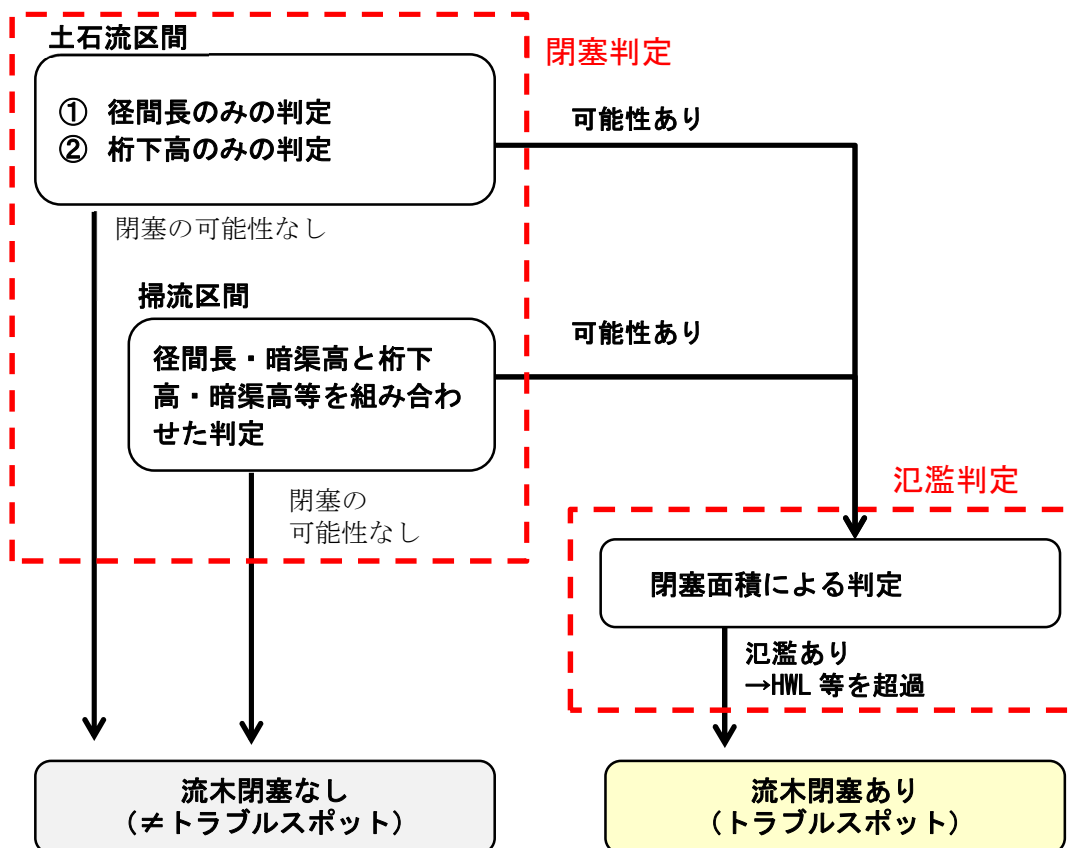 土石流区間
閉塞判定
① 径間長のみの判定
② 桁下高のみの判定
可能性あり
閉塞の可能性なし
掃流区間
可能性あり
径間長・暗渠高と桁下
高・暗渠高等を組み合わ
せた判定
氾濫判定
閉塞の
可能性なし
閉塞面積による判定
氾濫あり
→HWL 等を超過
流木閉塞なし
(≠トラブルスポット)
流木閉塞あり
(トラブルスポット)